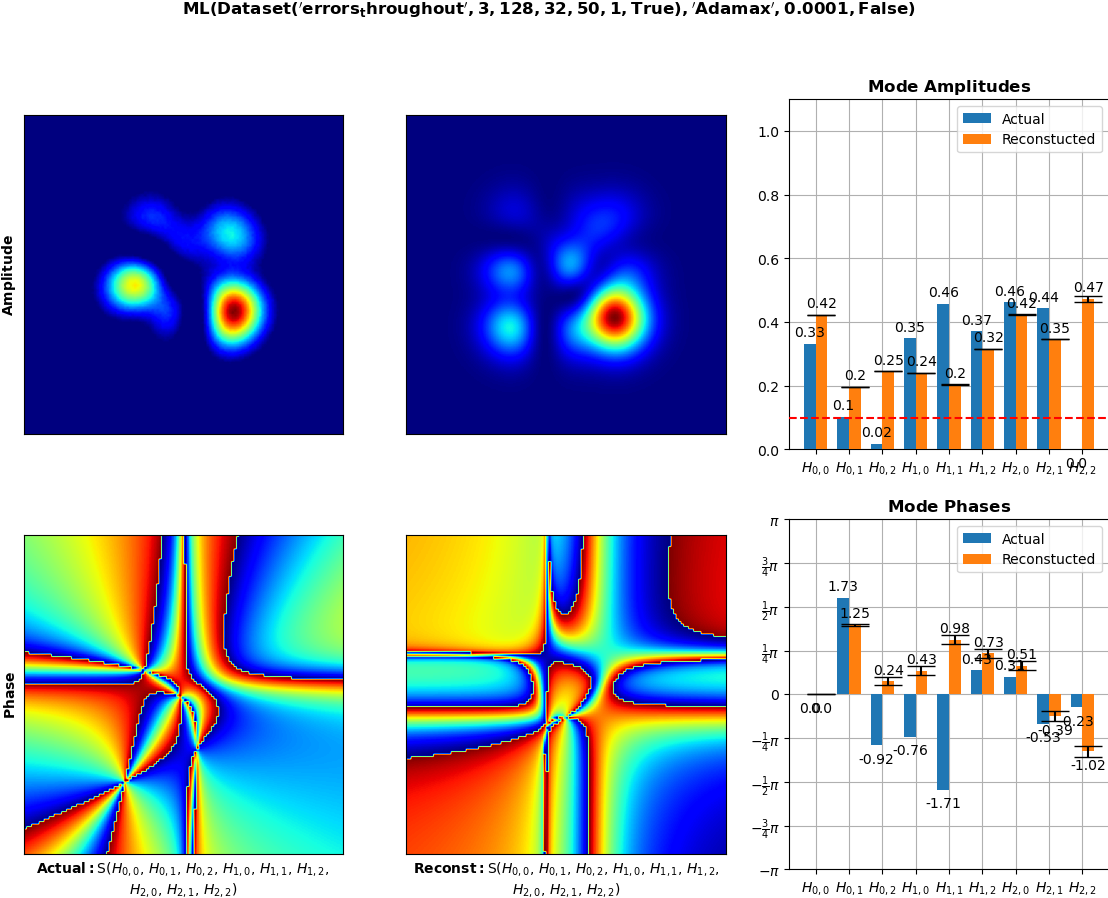 ML(Dataset('errors_throughout', 3, 128, 32, 50, 1, True), 'Adamax', 0.0001, False)
Amplitude
Mode Amplitudes
Actual
Reconstucted
1.0
0.8
0.6
0.4
0.2
0.0
0.33
0.42
0.1
0.2
0.02
0.25
0.35
0.24
0.46
0.2
0.37
0.32
0.46
0.42
0.44
0.35
0.0
0.47
H0,0 H0,1 H0,2 H1,0 H1,1 H1,2 H2,0 H2,1 H2,2
Phase
Mode Phases
Actual
Reconstucted
π
3/4π
1/2π
1/4π
0
−1/4π
−1/2π
−3/4π
−π
0.0
0.0
1.73
1.25
-0.92
0.24
-0.76
0.43
-1.71
0.98
0.43
0.73
0.31
0.51
-0.53
-0.39
-0.23
-1.02
H0,0 H0,1 H0,2 H1,0 H1,1 H1,2 H2,0 H2,1 H2,2
Actual: S(H0,0, H0,1, H0,2, H1,0, H1,1, H1,2,
H2,0, H2,1, H2,2)
Reconst: S(H0,0, H0,1, H0,2, H1,0, H1,1, H1,2,
H2,0, H2,1, H2,2)